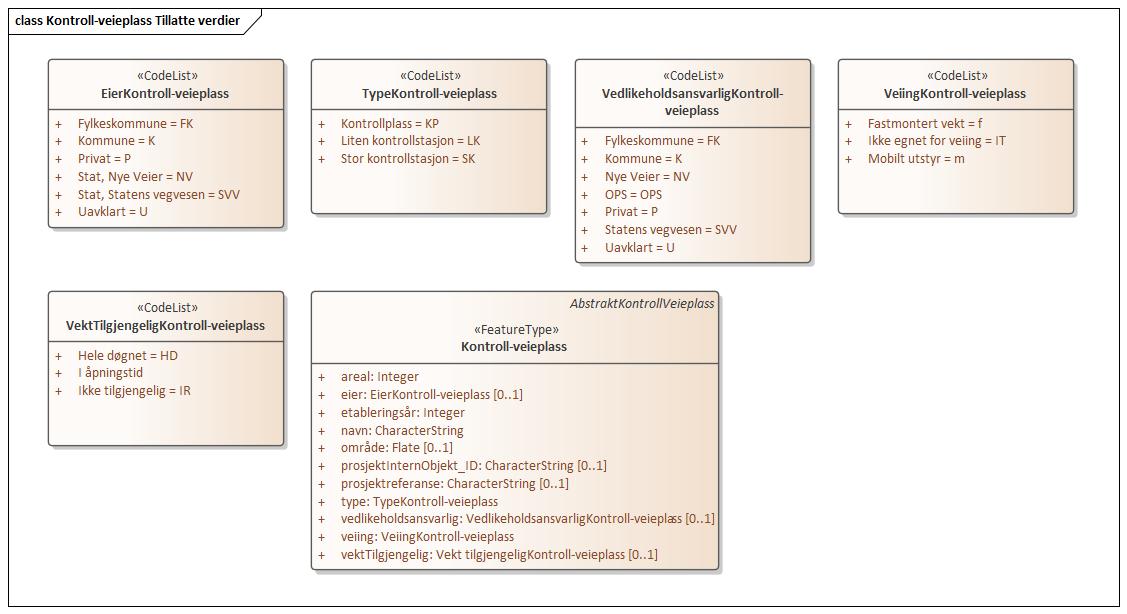 class Kontroll-veieplass Tillatte verdier
«CodeList»
EierKontroll-veieplass
+ Fylkeskommune = FK
+ Kommune = K
+ Privat = P
+ Stat, Nye Veier = NV
+ Stat, Statens vegvesen = SVV
+ Uavklart = U
«CodeList»
TypeKontroll-veieplass
+ Kontrollplass = KP
+ Liten kontrollstasjon = LK
+ Stor kontrollstasjon = SK
«CodeList»
VedlikeholdsansvarligKontroll-
veieplass
+ Fylkeskommune = FK
+ Kommune = K
+ Nye Veier = NV
+ OPS = OPS
+ Privat = P
+ Statens vegvesen = SVV
+ Uavklart = U
«CodeList»
VeiingKontroll-veieplass
+ Fastmontert vekt = f
+ Ikke egnet for veiing = IT
+ Mobilt utstyr = m
«CodeList»
VektTilgjengeligKontroll-veieplass
+ Hele døgnet = HD
+ I åpningstid
+ Ikke tilgjengelig = IR
AbstraktKontrollVeieplass
«FeatureType»
Kontroll-veieplass
+ areal: Integer
+ eier: EierKontroll-veieplass [0..1]
+ etableringsår: Integer
+ navn: CharacterString
+ område: Flate [0..1]
+ prosjektInternObjekt_ID: CharacterString [0..1]
+ prosjektreferanse: CharacterString [0..1]
+ type: TypeKontroll-veieplass
+ vedlikeholdsansvarlig: VedlikeholdsansvarligKontroll-veieplass [0..1]
+ veiing: VeiingKontroll-veieplass
+ vektTilgjengelig: Vekt tilgjengeligKontroll-veieplass [0..1]